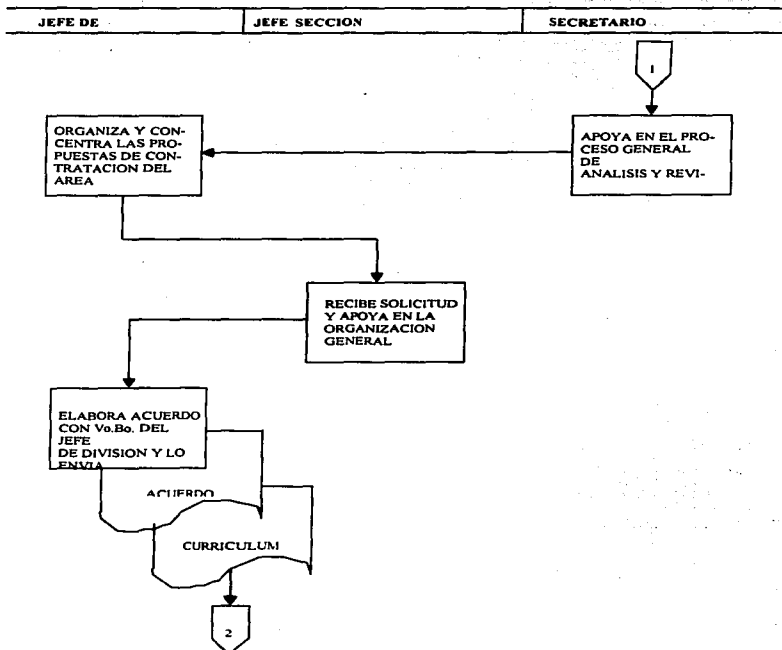 JEFE DE
JEFE SECCION
SECRETARIO
1
APOYA EN EL PRO-
CESO GENERAL
DE
ANALISIS Y REVI-
ORGANIZA Y CON-
CENTRA LAS PRO-
PUESTAS DE CON-
TRATACION DEL
AREA
RECIBE SOLICITUD
Y APOYA EN LA
ORGANIZACION
GENERAL
ELABORA ACUERDO
CON Vo.Bo. DEL
JEFE
DE DIVISION Y LO
ENVIA
ACUERDO
CURRICULUM
2